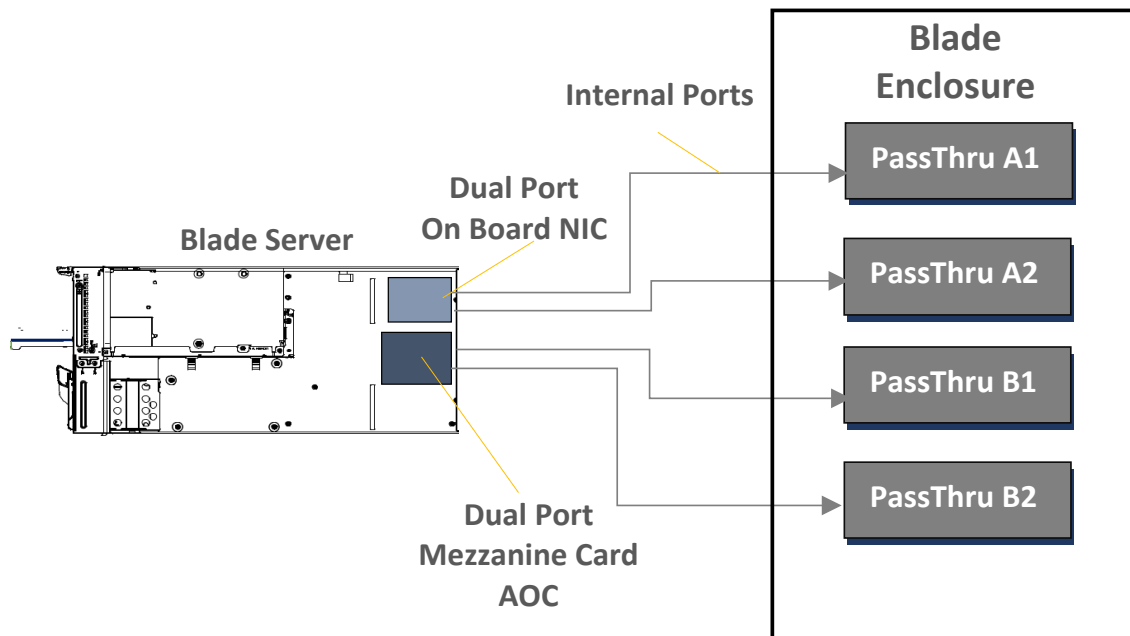 Blade
Enclosure
Internal Ports
PassThru A1
Dual Port
On Board NIC
Blade Server
PassThru A2
PassThru B1
PassThru B2
Dual Port
Mezzanine Card
AOC